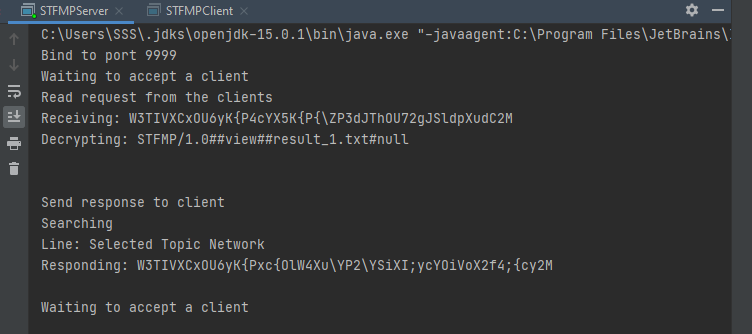 STFMPServer
STFMPClient
C:\Users\SSS\.jdks\openjdk-15.0.1\bin\java.exe "-javaagent:C:\Program Files\JetBrains\
Bind to port 9999
Waiting to accept a client
Read request from the clients
Receiving: W3TIVXCxOU6yK{P4cYX5K{P{\ZP3dJThOU72gJSldpXudC2M
Decrypting: STFMP/1.0##view##result_1.txt#null
Send response to client
Searching
Line: Selected Topic Network
Responding: W3TIVXCxOU6yK{Pxc{OlW4Xu\YP2\YSiXI;ycYOiVoX2f4;{cy2M
Waiting to accept a client